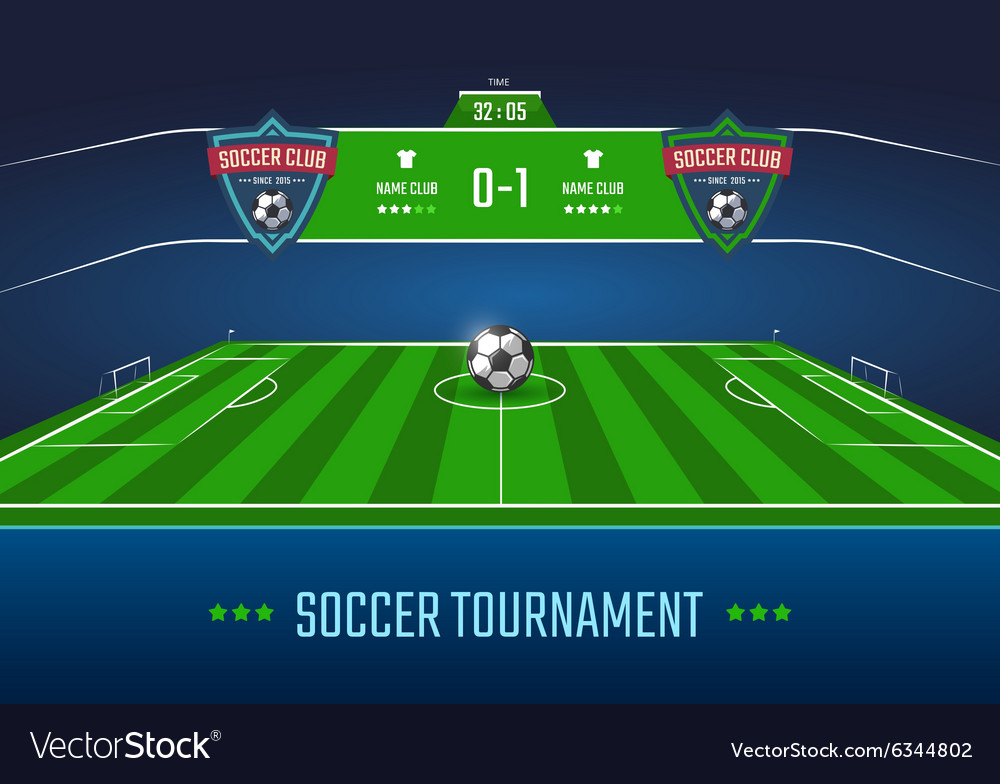 TIME
32:05
SOCCER CLUB
SINCE 2015
NAME CLUB
0-1
NAME CLUB
SOCCER CLUB
SINCE 2015
SOCCER TOURNAMENT
VectorStock®
VectorStock.com/6344802